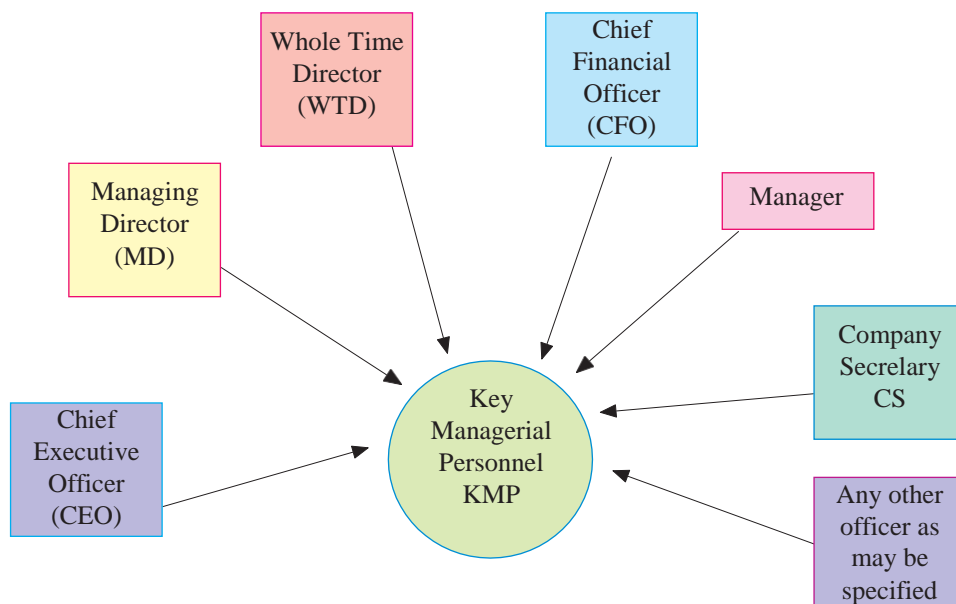 Whole Time
Director
(WTD)
Chief
Financial
Officer
(CFO)
Managing
Director
(MD)
Manager
Company
Secrelary
CS
Key
Managerial
Personnel
KMP
Chief
Executive
Officer
(CEO)
Any other
officer as
may be
specified